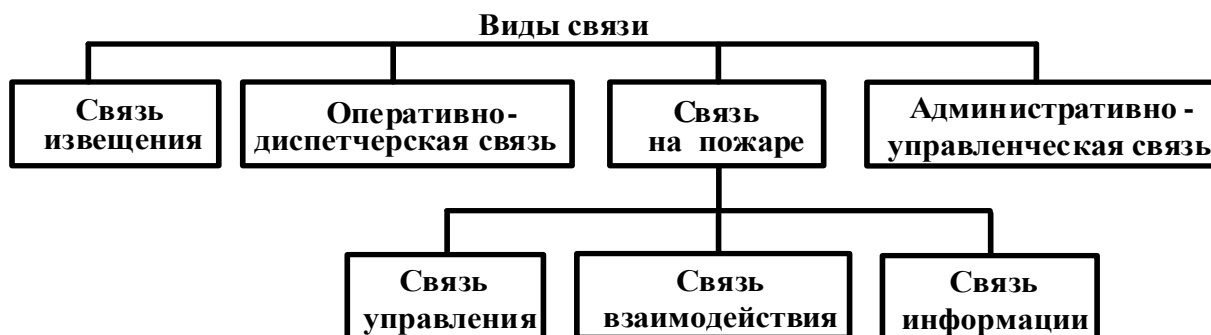 Виды связи
Связь
извещения
Оперативно-
диспетчерская связь
Связь
на пожаре
Административно -
управленческая связь
Связь
управления
Связь
взаимодействия
Связь
информации